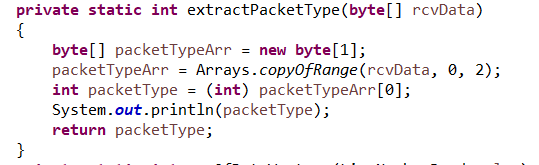 private static int extractPacketType(byte[] rcvData)
{
byte[] packetTypeArr = new byte[1];
packetTypeArr = Arrays.copyOfRange(rcvData, 0, 2);
int packetType = (int) packetTypeArr[0];
System.out.println(packetType);
return packetType;
}